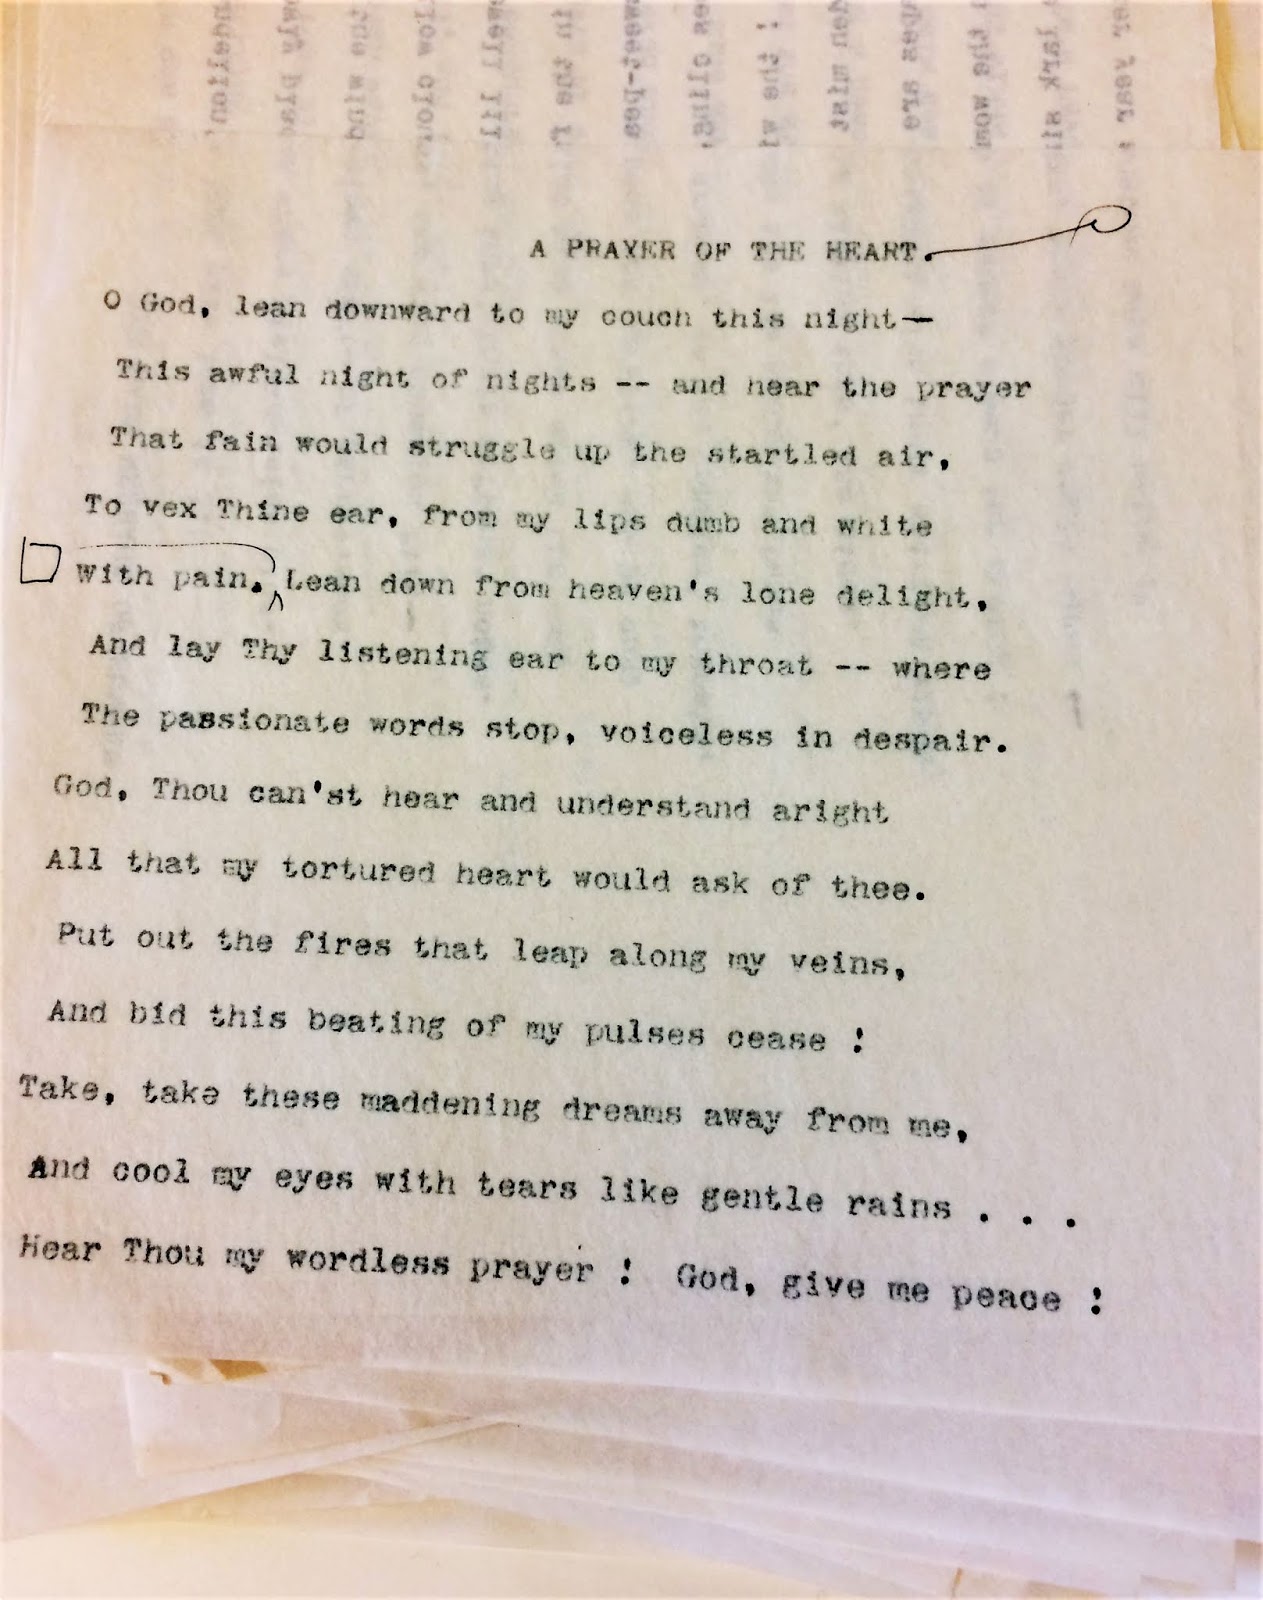 A PRAYER OF THE HEART.
O God, lean downward to my couch this night—
This awful night of nights -- and hear the prayer
That fain would struggle up the startled air,
To vex Thine ear, from my lips dumb and white
With pain. Lean down from heaven's lone delight,
And lay Thy listening ear to my throat -- where
The passionate words stop, voiceless in despair.
God, Thou can'st hear and understand aright
All that my tortured heart would ask of thee.
Put out the fires that leap along my veins,
And bid this beating of my pulses cease !
Take, take these maddening dreams away from me,
And cool my eyes with tears like gentle rains . . .
Hear Thou my wordless prayer ! God, give me peace !